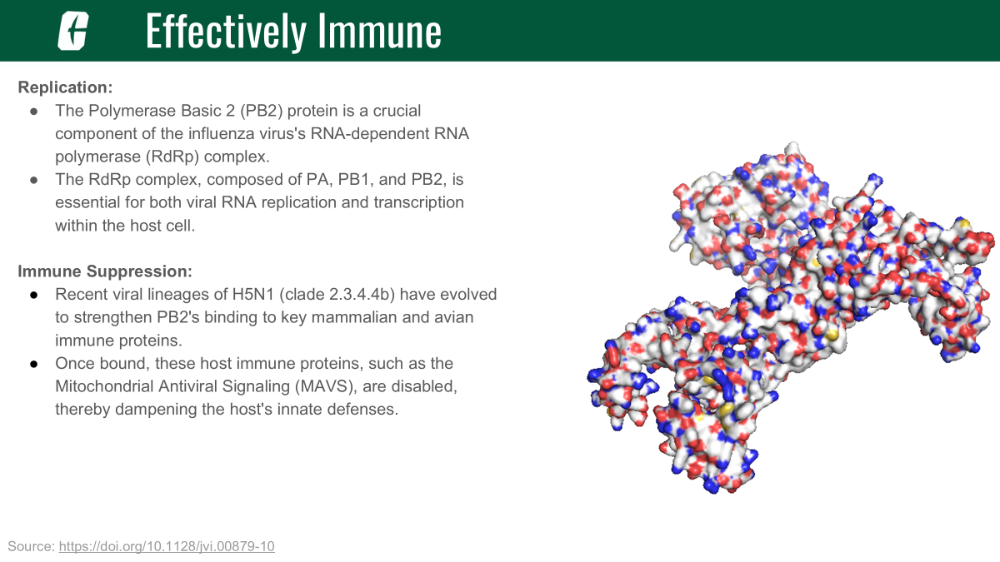 Effectively Immune
Replication:
● The Polymerase Basic 2 (PB2) protein is a crucial
component of the influenza virus's RNA-dependent RNA
polymerase (RdRp) complex.
● The RdRp complex, composed of PA, PB1, and PB2, is
essential for both viral RNA replication and transcription
within the host cell.
Immune Suppression:
● Recent viral lineages of H5N1 (clade 2.3.4.4b) have evolved
to strengthen PB2's binding to key mammalian and avian
immune proteins.
● Once bound, these host immune proteins, such as the
Mitochondrial Antiviral Signaling (MAVS), are disabled,
thereby dampening the host's innate defenses.
Source: https://doi.org/10.1128/jvi.00879-10